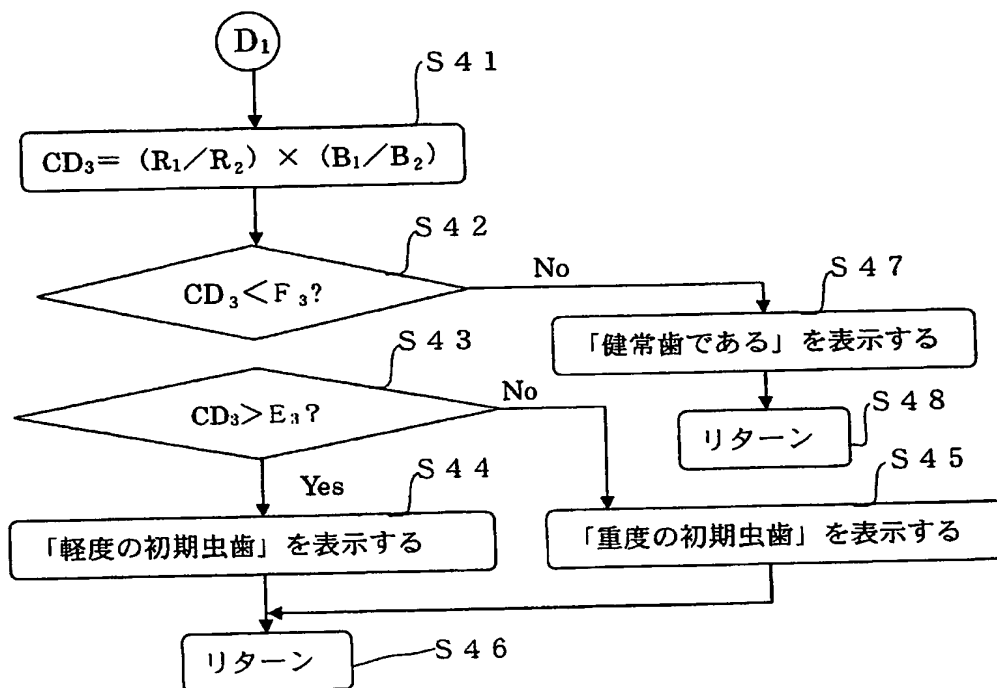 D₁
S41
CD₃=(R₁/R₂)×(B₁/B₂)
S42
CD₃<F₃?
No
S47
「健常歯である」を表示する
S43
CD₃>E₃?
No
S48
リターン
S44
Yes
S45
「軽度の初期虫歯」を表示する
「重度の初期虫歯」を表示する
リターン
S46